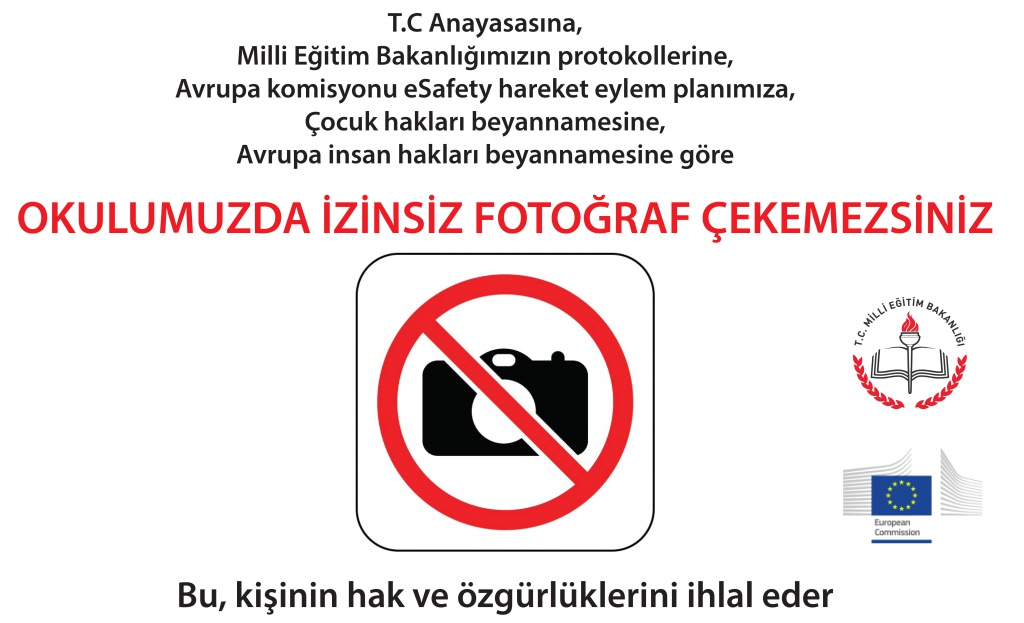 T.C Anayasasına,
Milli Eğitim Bakanlığımızın protokollerine,
Avrupa komisyonu eSafety hareket eylem planımıza,
Çocuk hakları beyannamesine,
Avrupa insan hakları beyannamesine göre
OKULUMUZDA İZİNSİZ FOTOĞRAF ÇEKEMEZSİNİZ
T.C. MİLLİ EĞİTİM BAKANLIĞI
European
Commission
Bu, kişinin hak ve özgürlüklerini ihlal eder